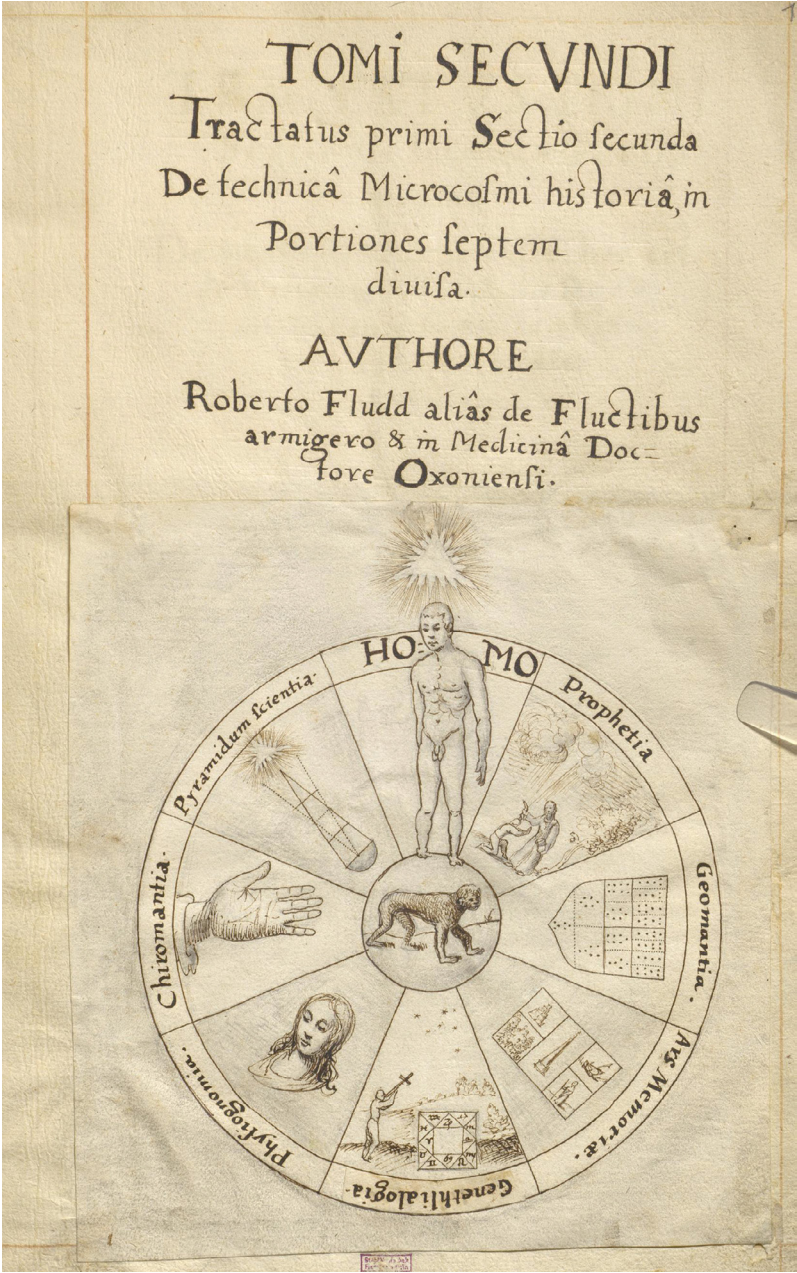 TOMI SECVNDI
Tractatus primi Sectio ſecunda
De technicâ Microcoſmi historiâ, in
Portiones ſeptem
diuiſa.
AVTHORE
Roberto Fludd aliâs de Fluctibus
armigero & in Medicinâ Doc=
tore Oxonienſi.
HO=MO
Prophetia
Geomantia.
Ars Memoriæ.
Genethlialogia.
Phyſiognomia.
Chiromantia.
Pyramidum ſcientia.
1